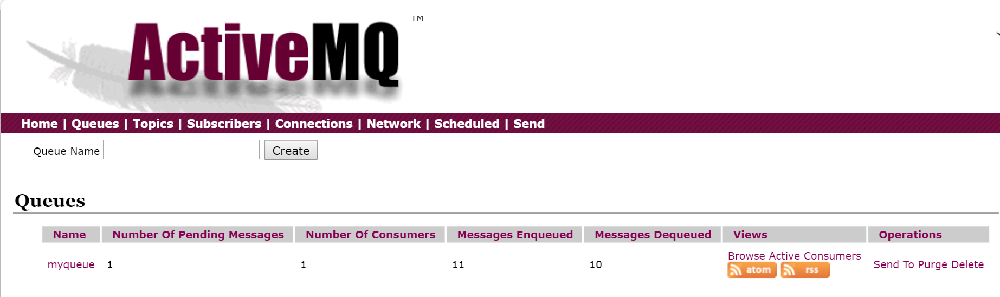 ActiveMQ ™
Home | Queues | Topics | Subscribers | Connections | Network | Scheduled | Send
Queue Name Create
Queues
Name Number Of Pending Messages Number Of Consumers Messages Enqueued Messages Dequeued Views Operations
myqueue 1 1 11 10 Browse Active Consumers Send To Purge Delete
atom rss